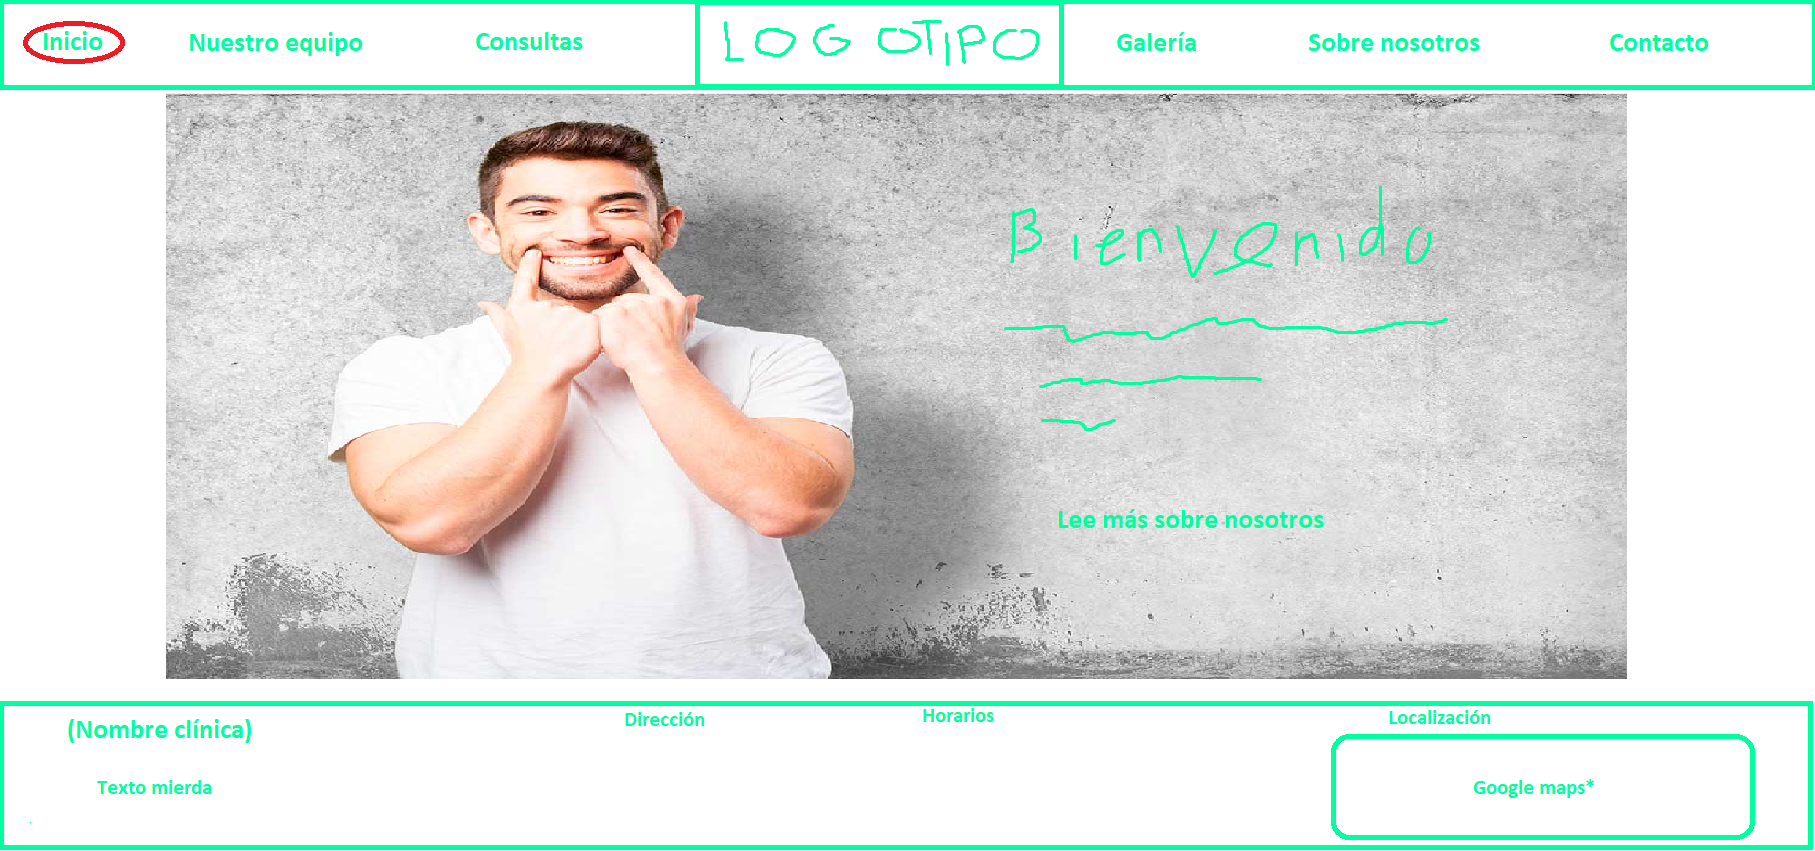 Inicio Nuestro equipo Consultas LOGOTIPO Galería Sobre nosotros Contacto
Bienvenido
Lee más sobre nosotros
(Nombre clínica) Dirección Horarios Localización
Texto mierda Google maps*